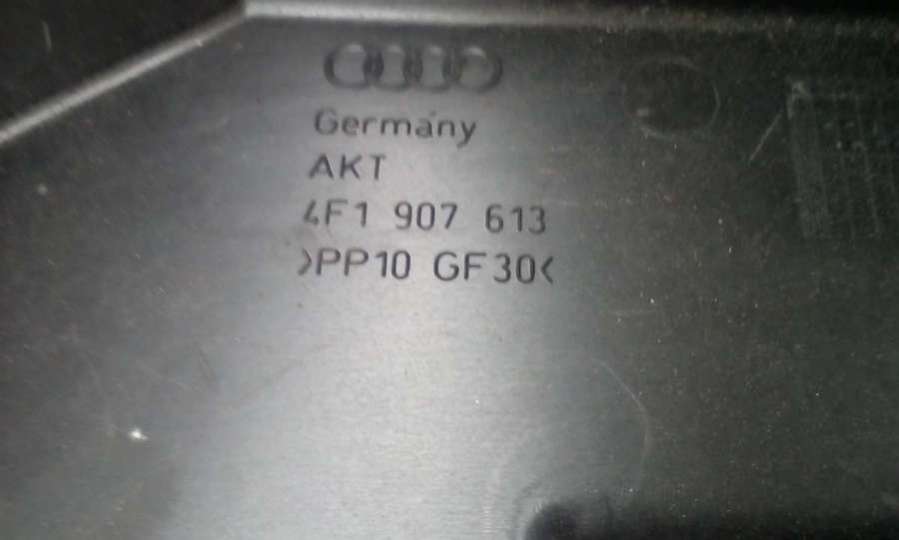 Germany
AKT
4F1 907 613
>PP10 GF30<